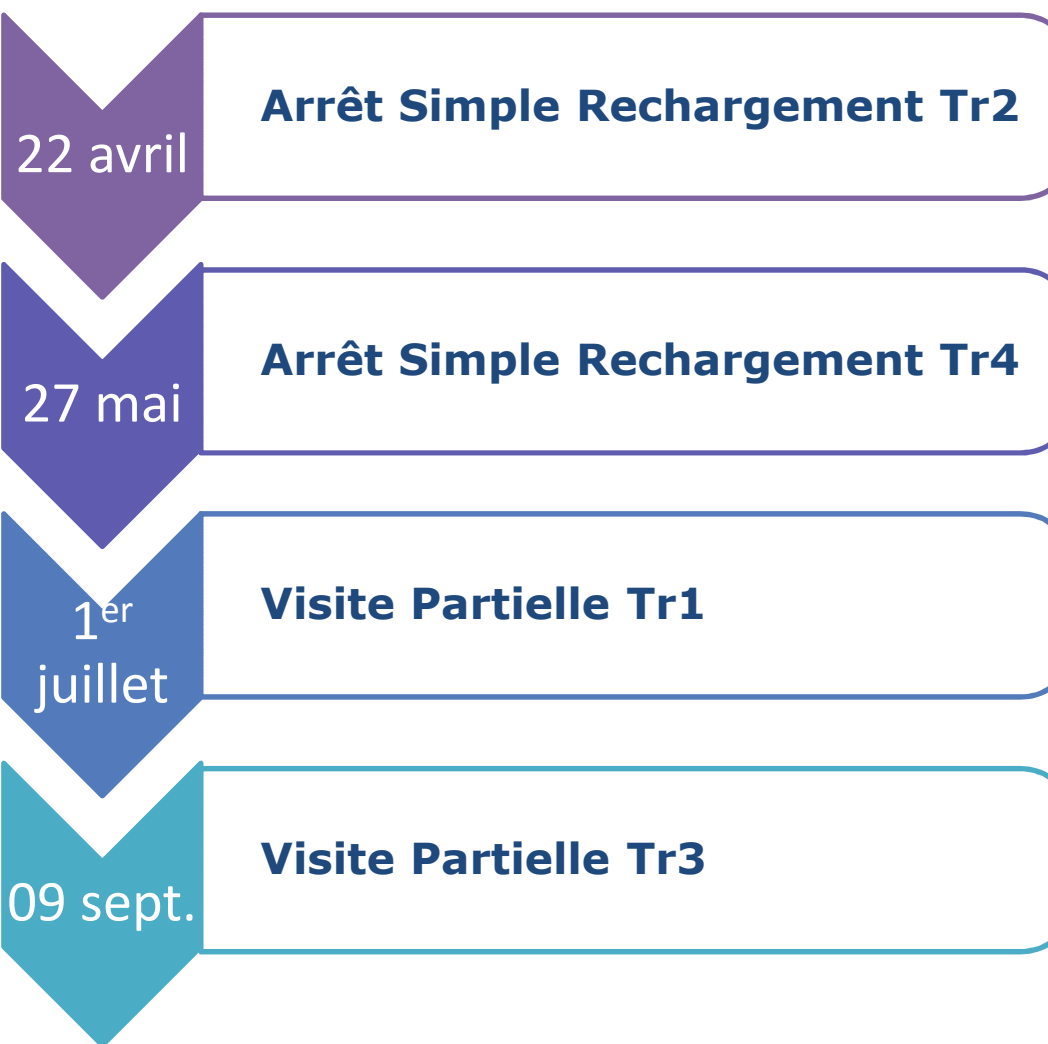 22 avril
Arrêt Simple Rechargement Tr2
27 mai
Arrêt Simple Rechargement Tr4
1er
juillet
Visite Partielle Tr1
09 sept.
Visite Partielle Tr3